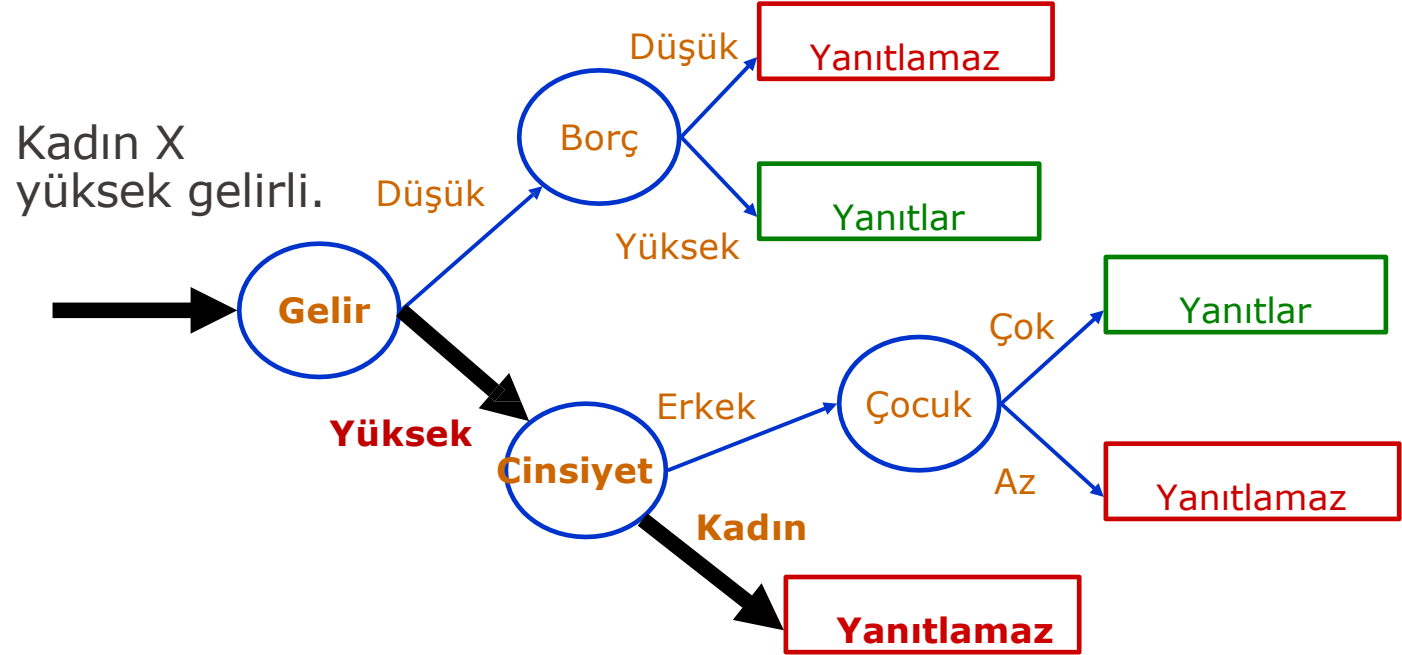 Kadın X
yüksek gelirli.
Düşük
Yanıtlamaz
Borç
Düşük
Yanıtlar
Yüksek
Gelir
Yüksek
Çok
Yanıtlar
Erkek
Çocuk
Cinsiyet
Az
Yanıtlamaz
Kadın
Yanıtlamaz